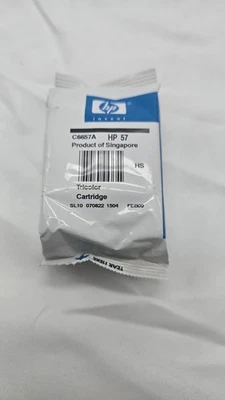 hp
invent
C6657A HP 57
Product of Singapore
HS
Tricolor
Cartridge
SL10 070822 1504
TEAR HERE